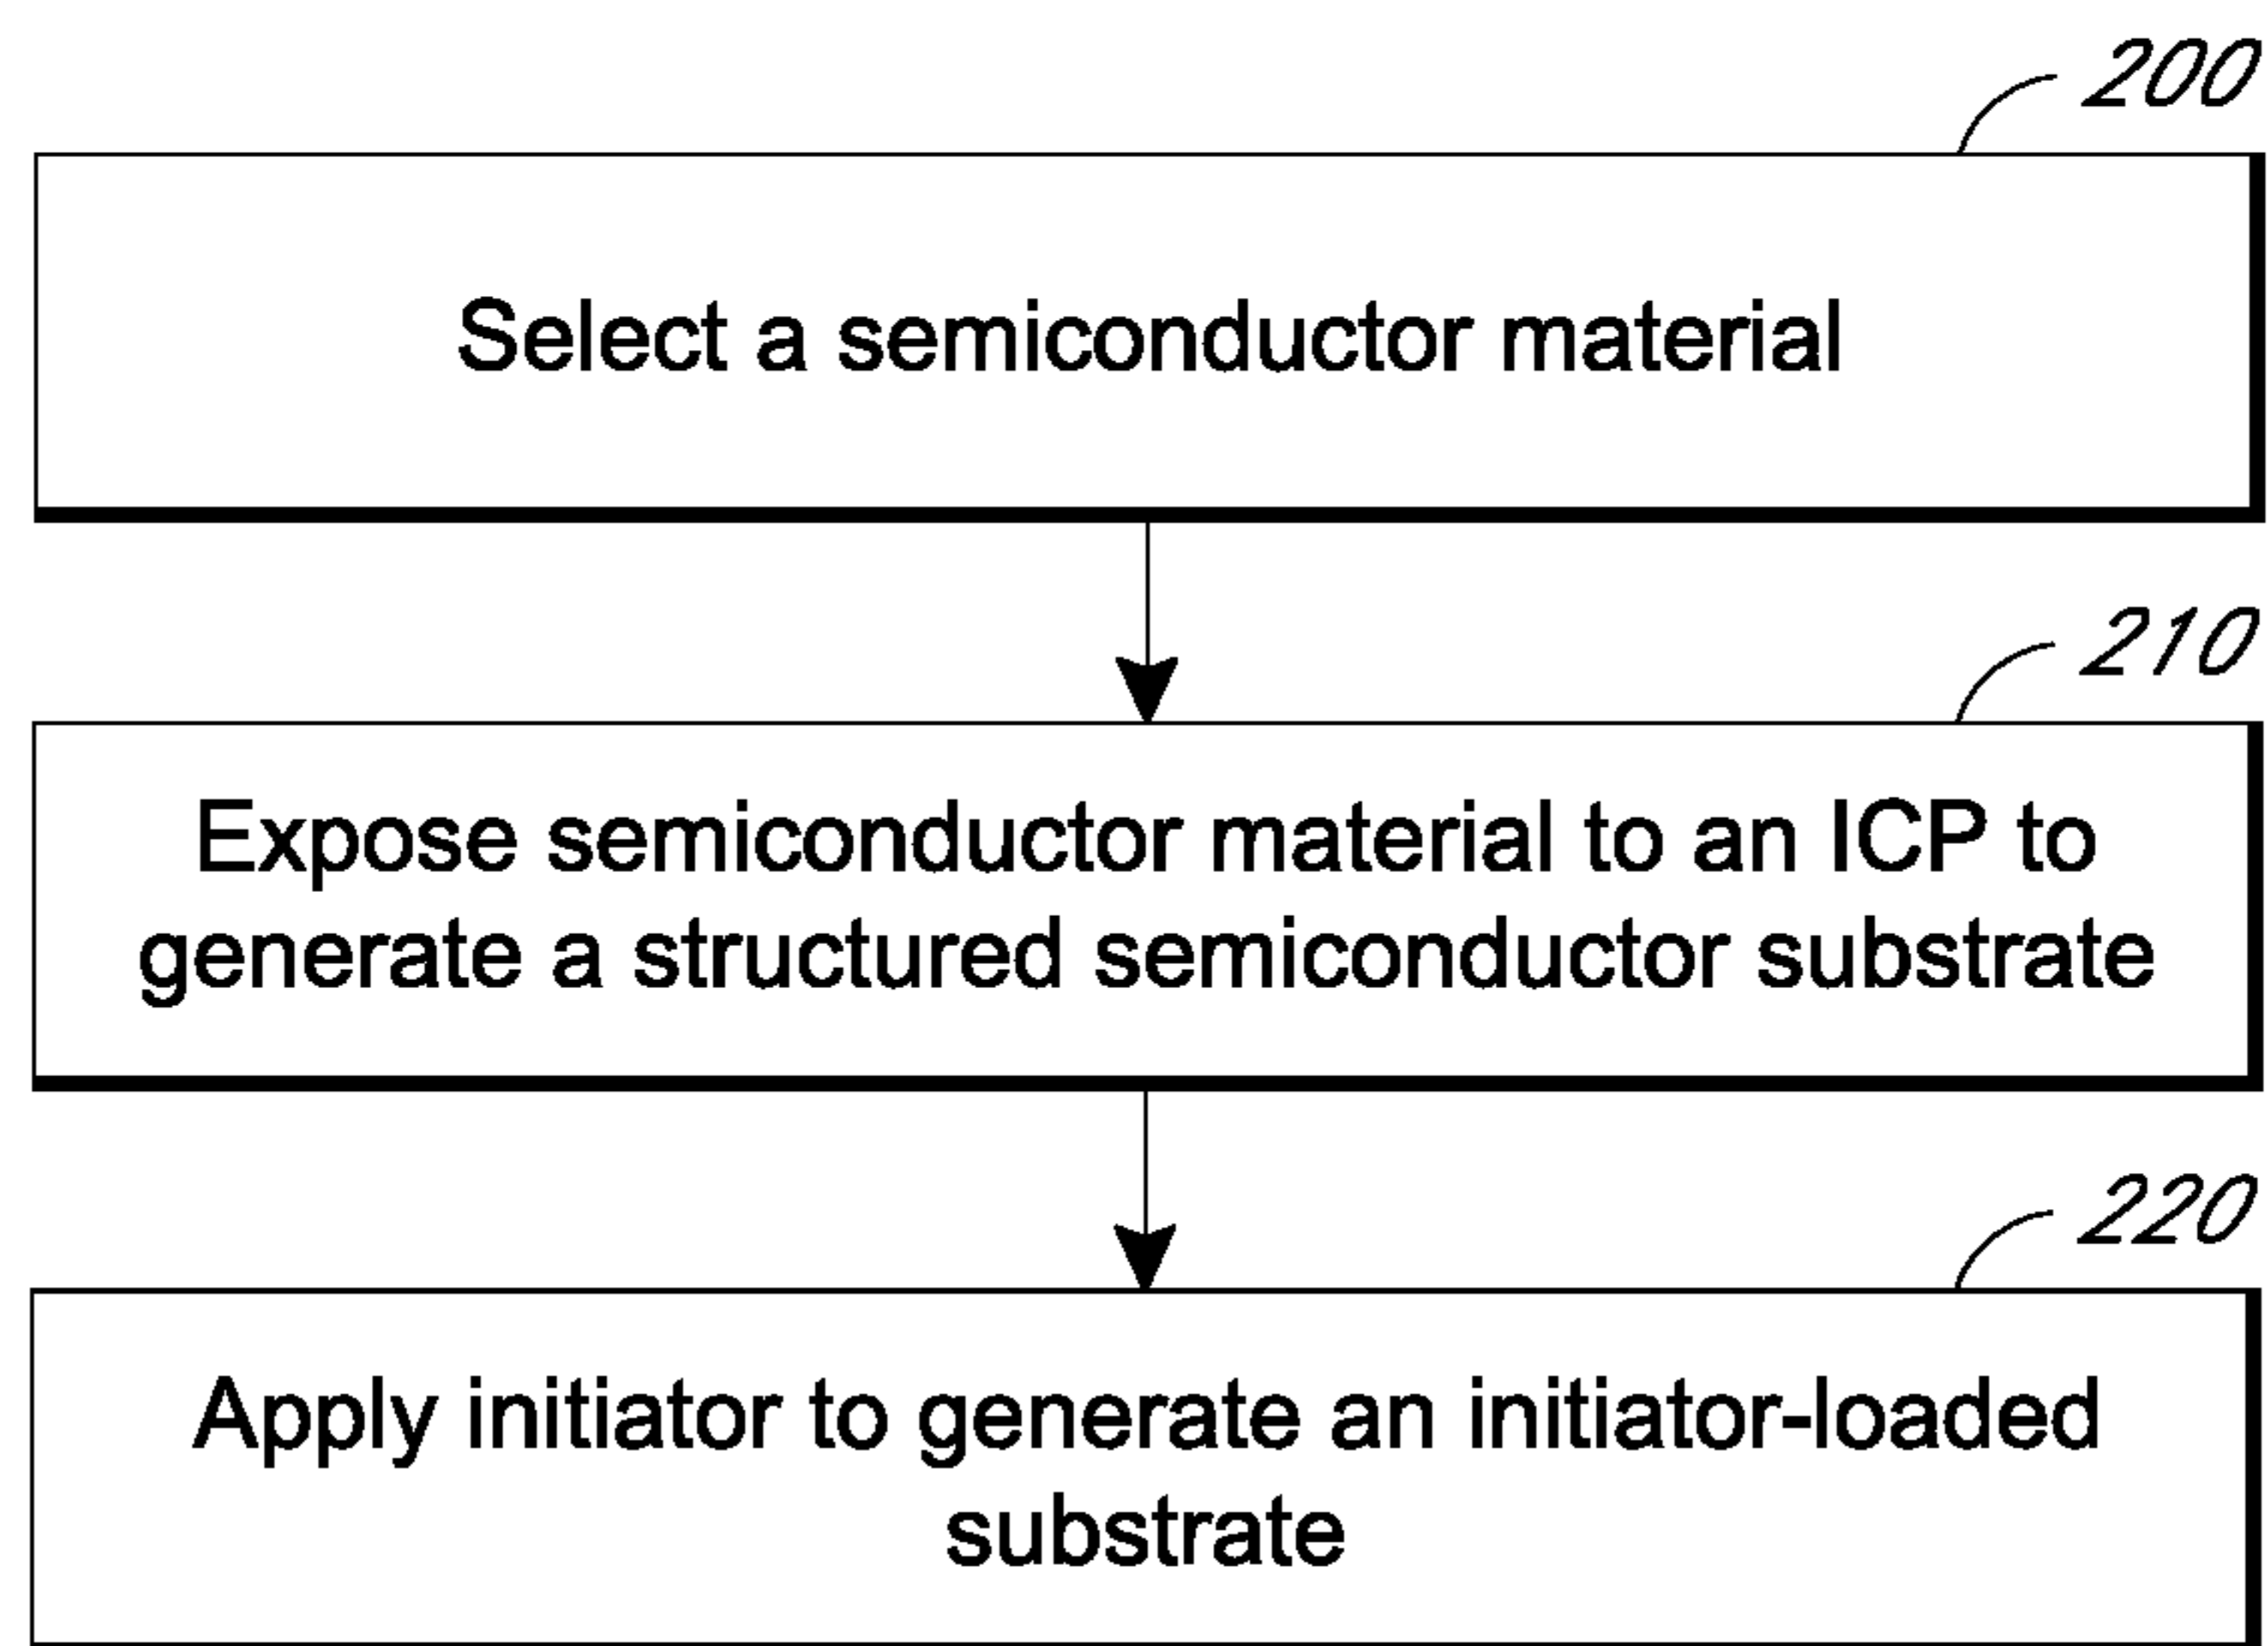 200
Select a semiconductor material
210
Expose semiconductor material to an ICP to
generate a structured semiconductor substrate
220
Apply initiator to generate an initiator-loaded
substrate